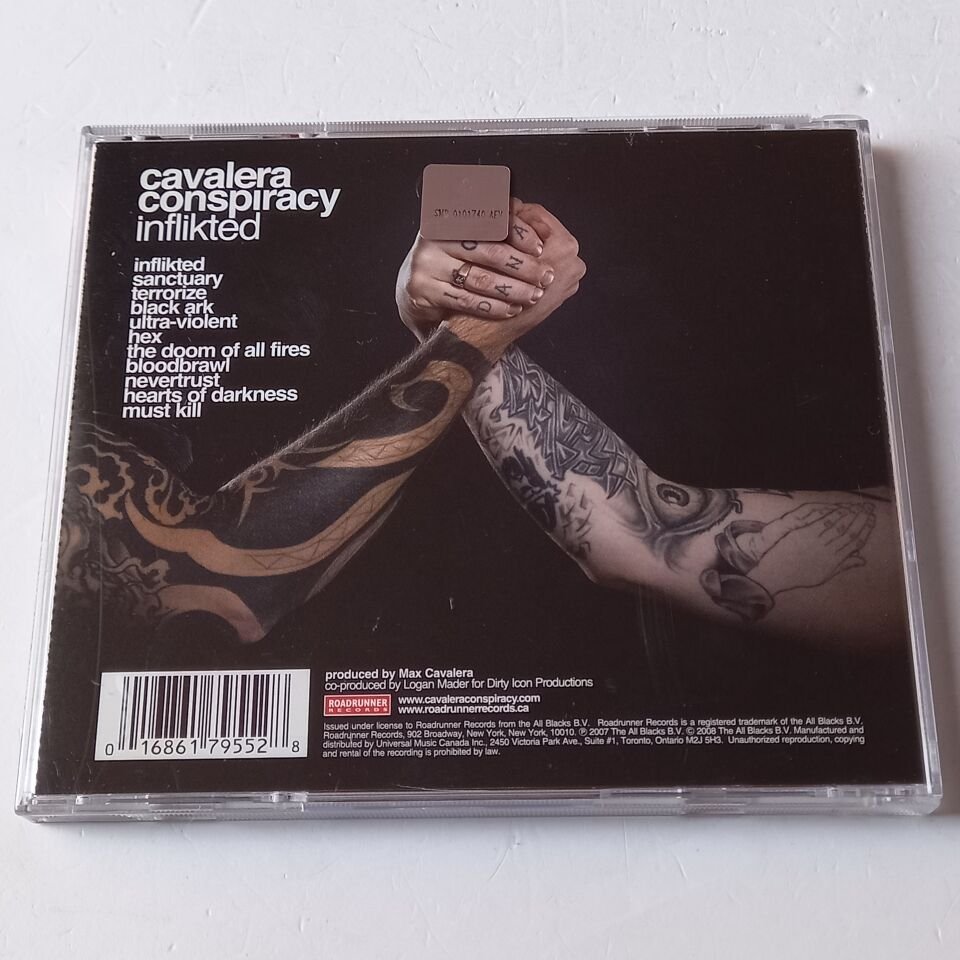 cavalera
conspiracy
inflikted
inflikted
sanctuary
terrorize
black ark
ultra-violent
hex
the doom of all fires
bloodbrawl
nevertrust
hearts of darkness
must kill
SMP 0101740 AEV
DANA
produced by Max Cavalera
co-produced by Logan Mader for Dirty Icon Productions
ROADRUNNER
RECORDS
www.cavaleraconspiracy.com
www.roadrunnerrecords.ca
Issued under license to Roadrunner Records from the All Blacks B.V. Roadrunner Records is a registered trademark of the All Blacks B.V.
Roadrunner Records, 902 Broadway, New York, New York, 10010. ℗ 2007 The All Blacks B.V. © 2008 The All Blacks B.V. Manufactured and
distributed by Universal Music Canada Inc., 2450 Victoria Park Ave., Suite #1, Toronto, Ontario M2J 5H3. Unauthorized reproduction, copying
and rental of the recording is prohibited by law.
0 16861 79552 8